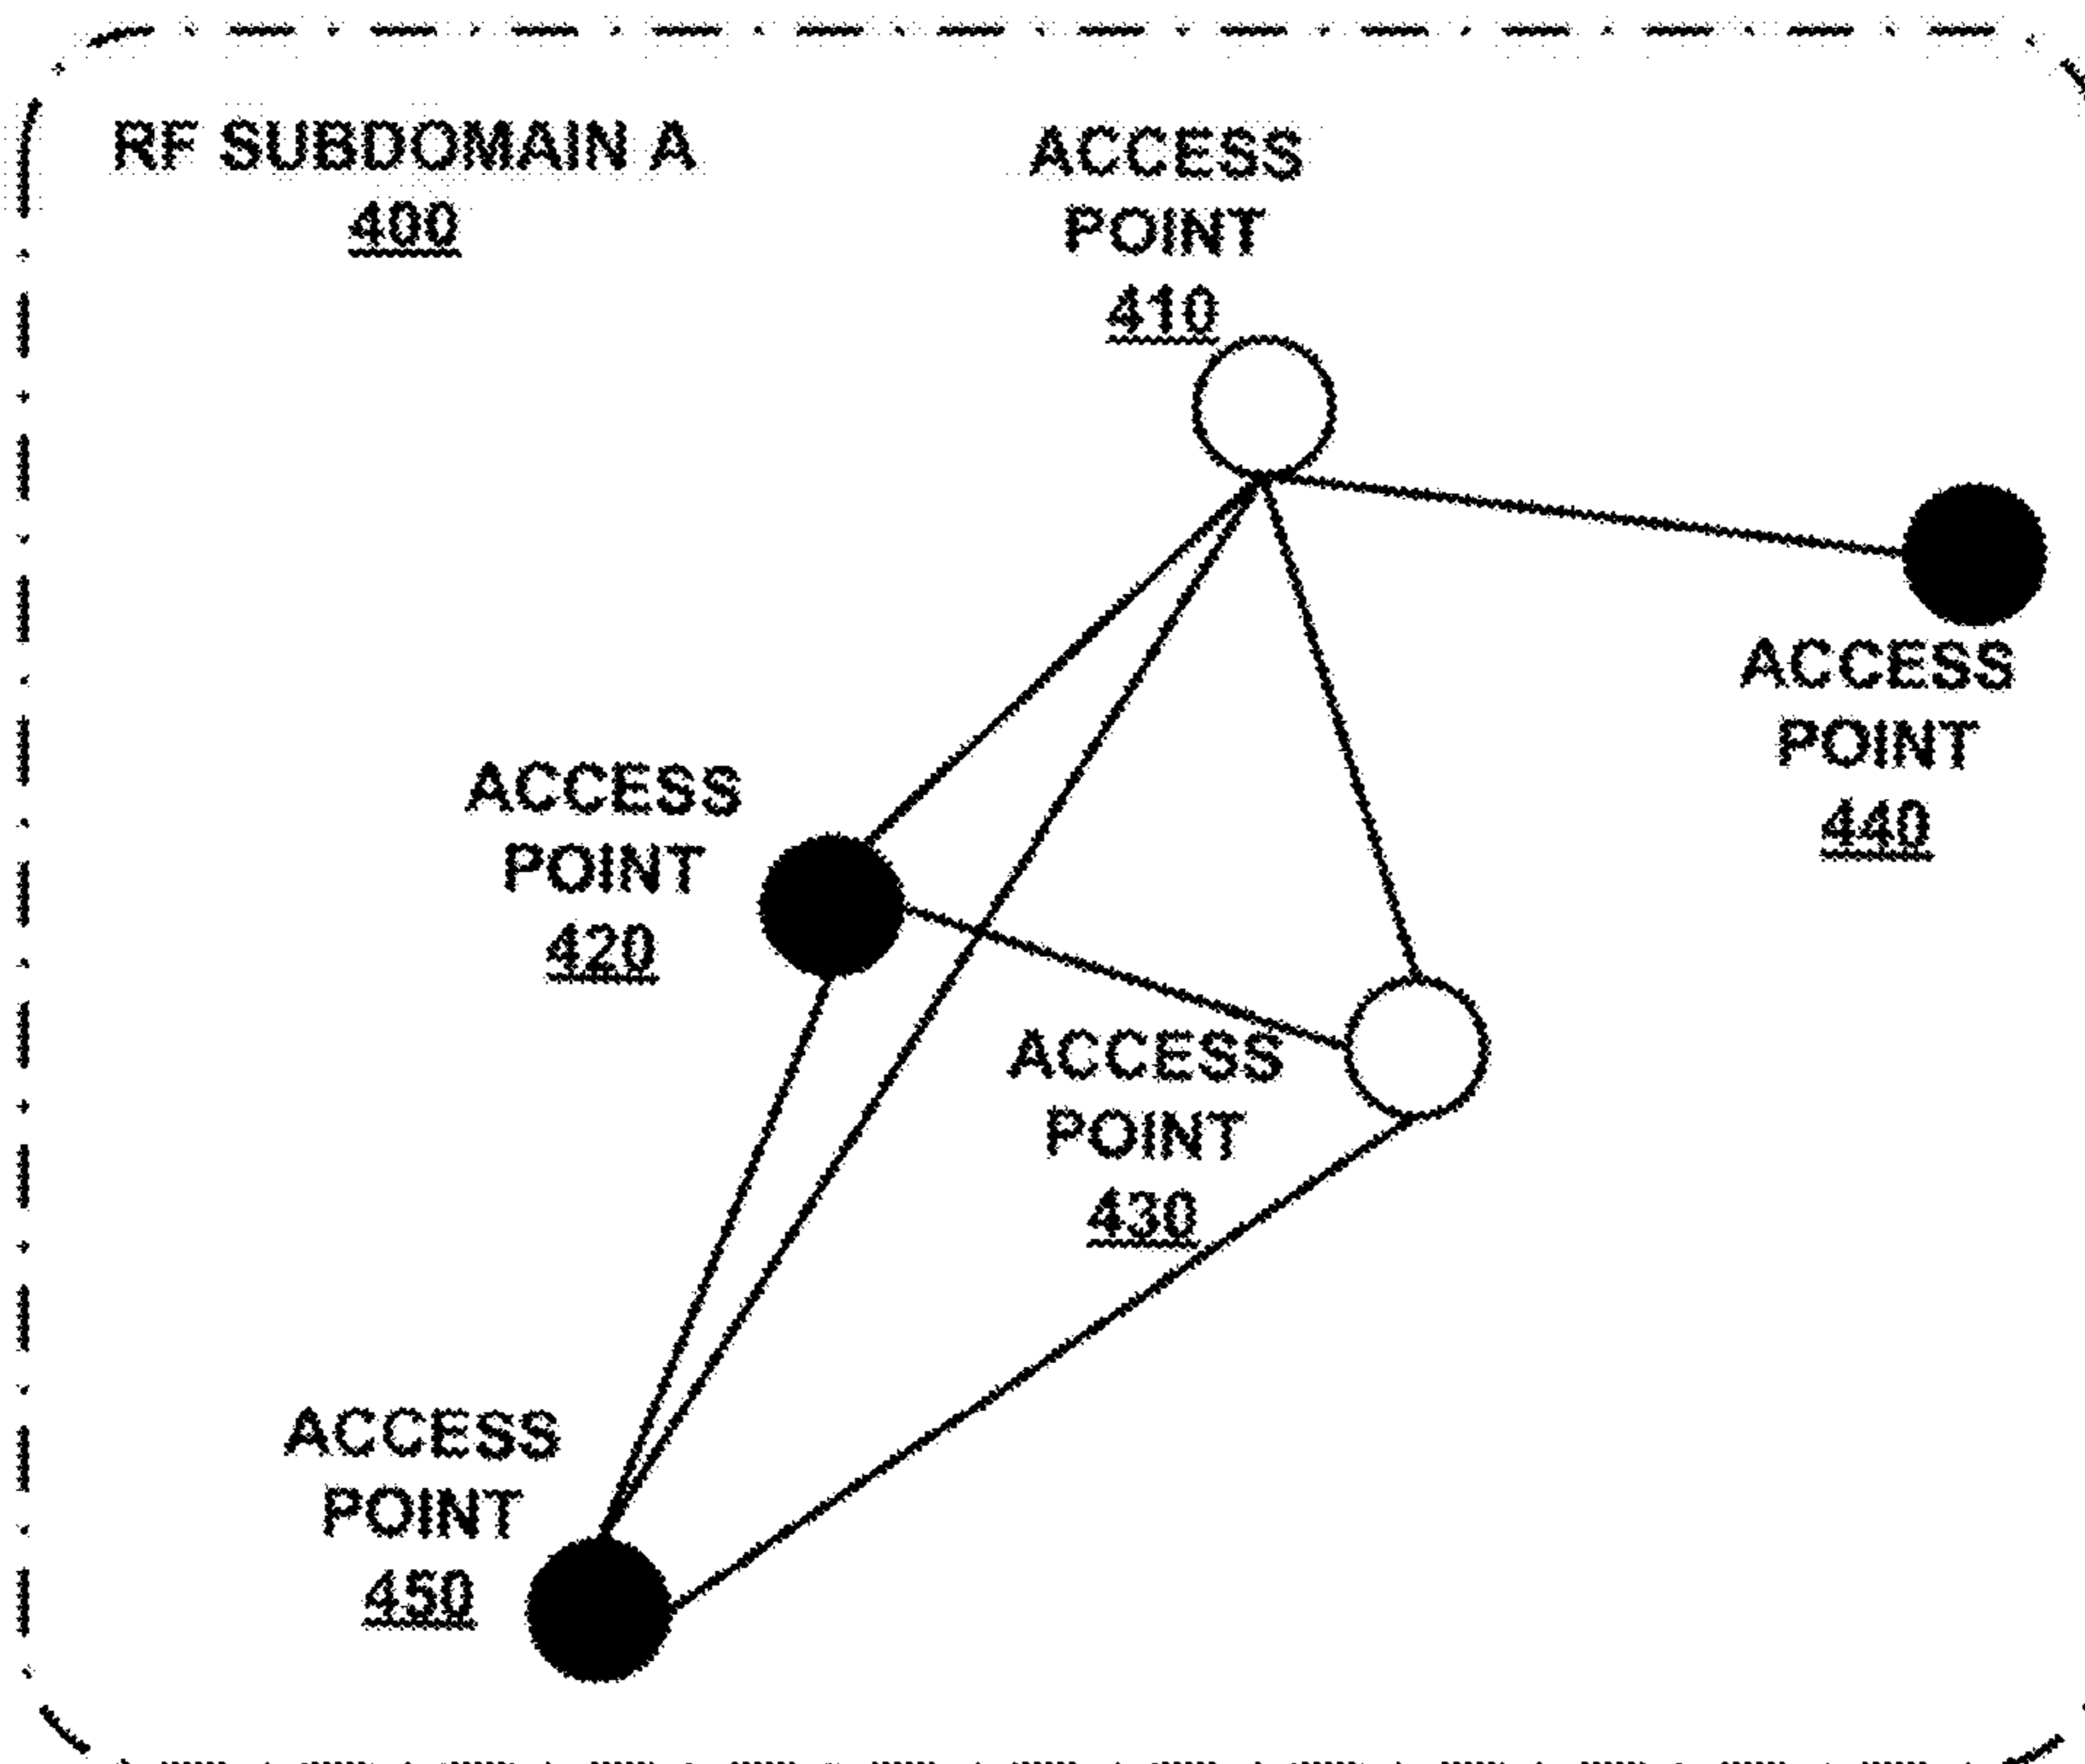 RF SUBDOMAIN A
400
ACCESS
POINT
410
ACCESS
POINT
440
ACCESS
POINT
420
ACCESS
POINT
430
ACCESS
POINT
450